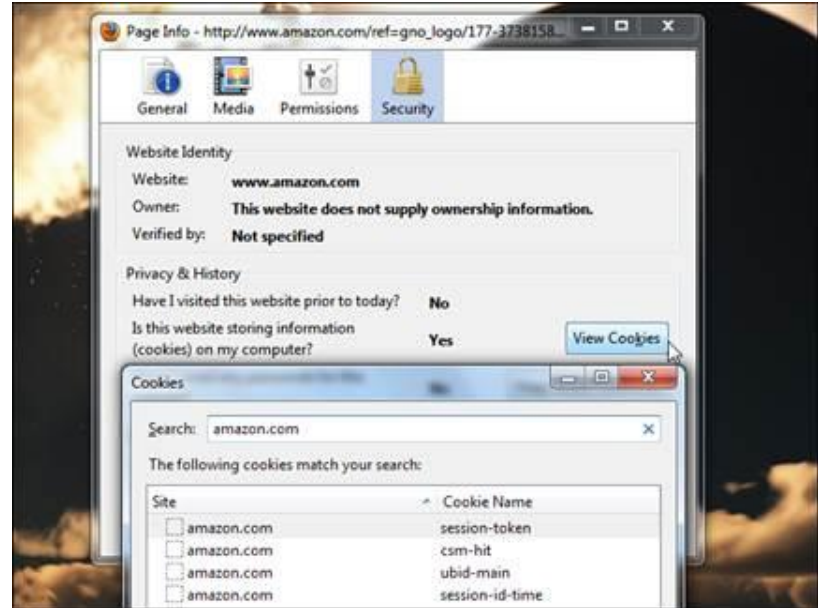 Page Info - http://www.amazon.com/ref=gno_logo/177-3738158...
General Media Permissions Security
Website Identity
Website: www.amazon.com
Owner: This website does not supply ownership information.
Verified by: Not specified
Privacy & History
Have I visited this website prior to today? No
Is this website storing information
(cookies) on my computer? Yes View Cookies
Cookies
Search: amazon.com
The following cookies match your search:
Site Cookie Name
amazon.com session-token
amazon.com csm-hit
amazon.com ubid-main
amazon.com session-id-time